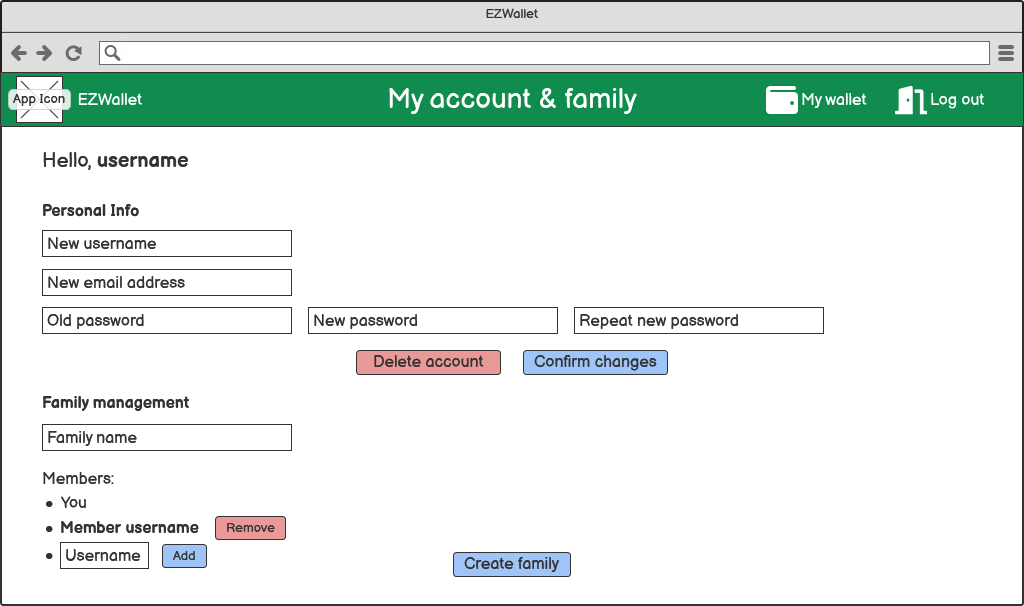 EZWallet
App Icon EZWallet My account & family My wallet Log out
Hello, username
Personal Info
New username
New email address
Old password New password Repeat new password
Delete account Confirm changes
Family management
Family name
Members:
• You
• Member username Remove
• Username Add
Create family